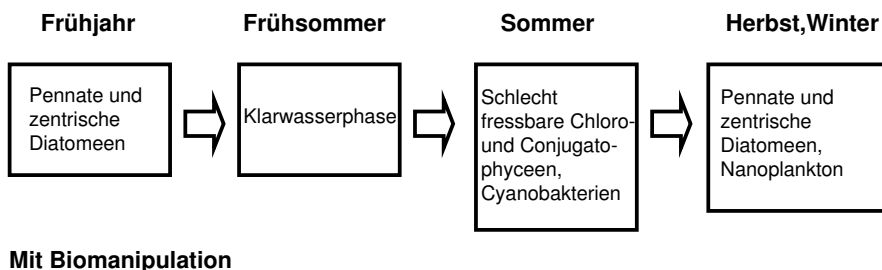 Frühjahr Frühsommer Sommer Herbst,Winter
Pennate und
zentrische
Diatomeen
Klarwasserphase
Schlecht
fressbare Chloro-
und Conjugato-
phyceen,
Cyanobakterien
Pennate und
zentrische
Diatomeen,
Nanoplankton
Mit Biomanipulation